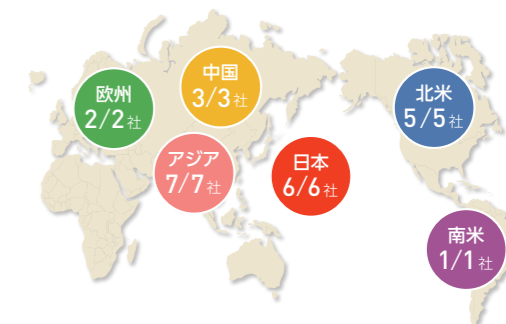 中国
3/3社
欧州
2/2社
北米
5/5社
アジア
7/7社
日本
6/6社
南米
1/1社